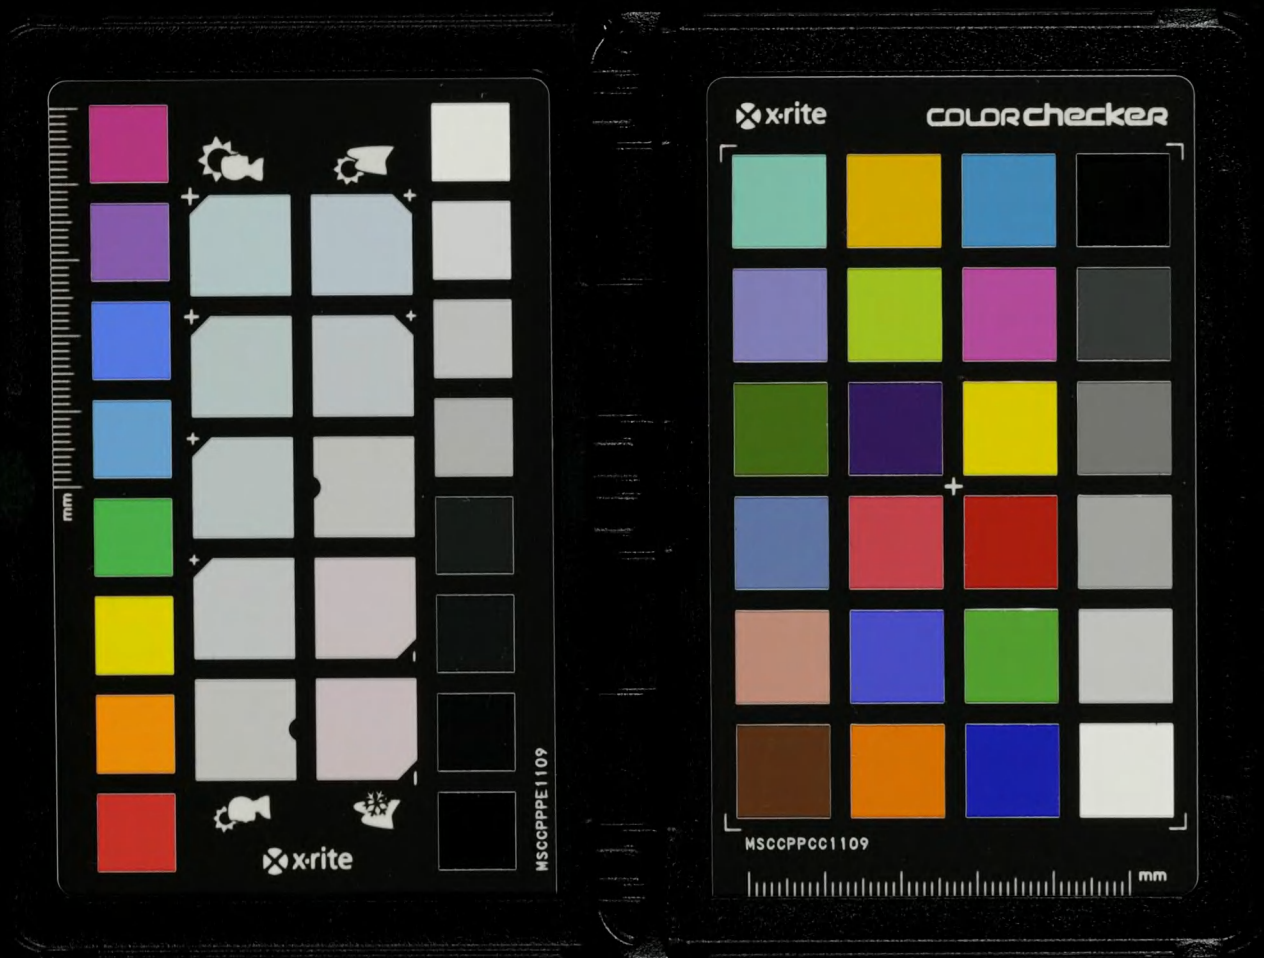 mm
x·rite
MSCCPPPE1109
x·rite
colorchecker
MSCCPPCC1109
mm